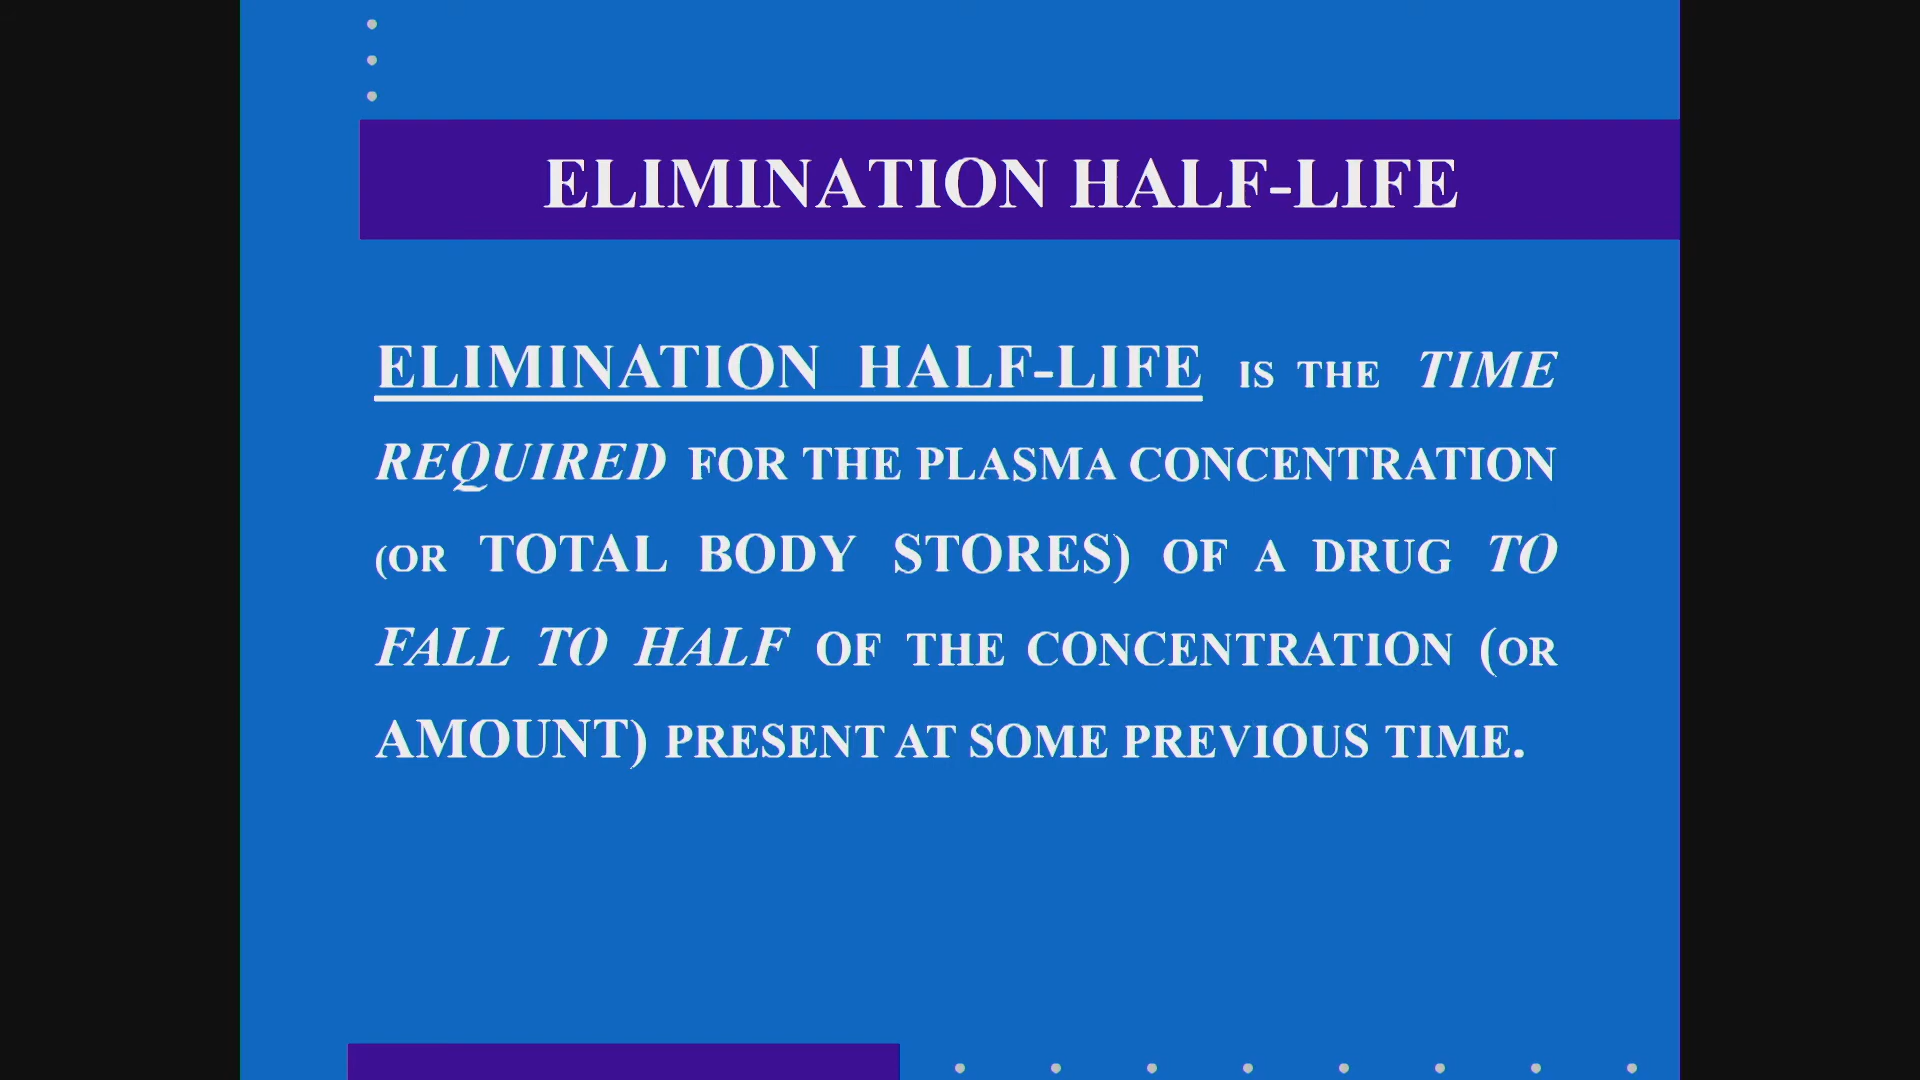 ELIMINATION HALF-LIFE
ELIMINATION HALF-LIFE IS THE TIME
REQUIRED FOR THE PLASMA CONCENTRATION
(OR TOTAL BODY STORES) OF A DRUG TO
FALL TO HALF OF THE CONCENTRATION (OR
AMOUNT) PRESENT AT SOME PREVIOUS TIME.